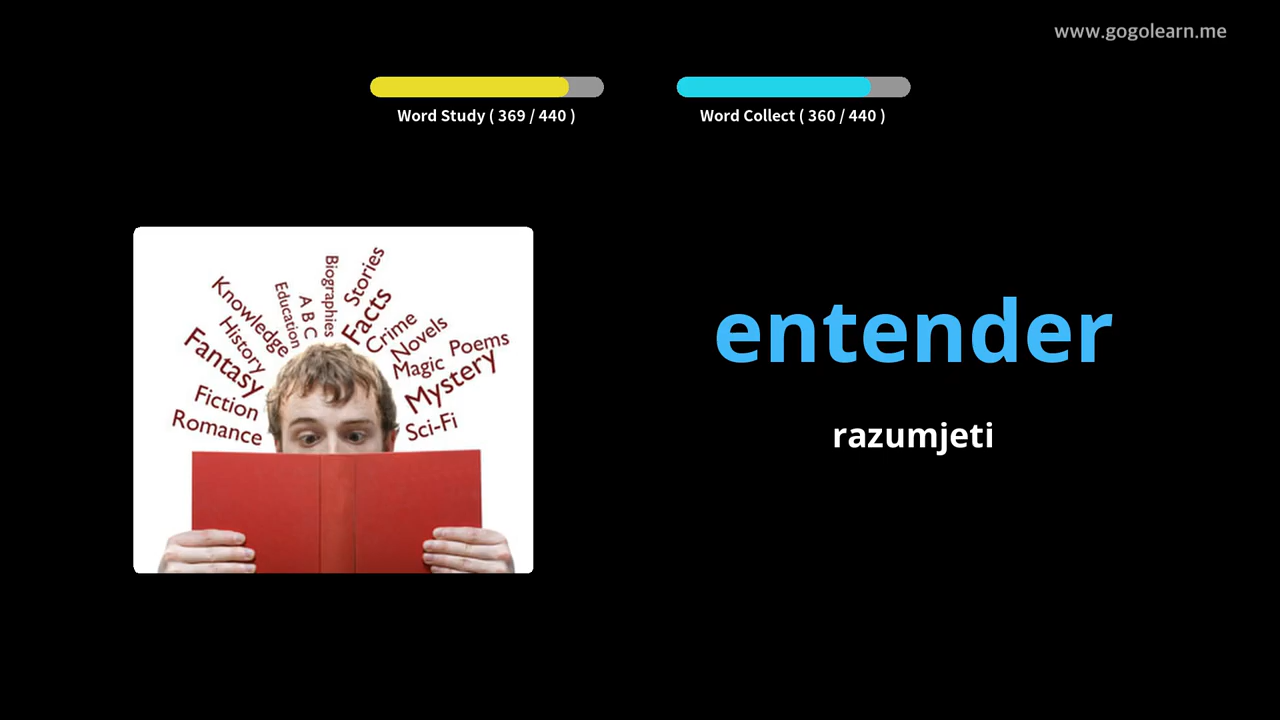 www.gogolearn.me
Word Study ( 369 / 440 )
Word Collect ( 360 / 440 )
Knowledge
Education
A B C
Biographies
Stories
Facts
Crime
Novels
Poems
History
Fantasy
Magic
Mystery
Fiction
Romance
Sci-Fi
entender
razumjeti